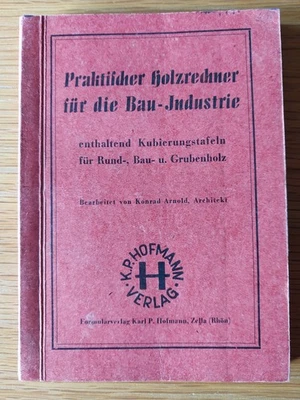 Praktischer Holzrechner
für die Bau-Industrie
enthaltend Kubierungstafeln
für Rund-, Bau- u. Grubenholz
Bearbeitet von Konrad Arnold, Architekt
K.P. HOFMANN
H
VERLAG
Formularverlag Karl P. Hofmann, Zella (Rhön)